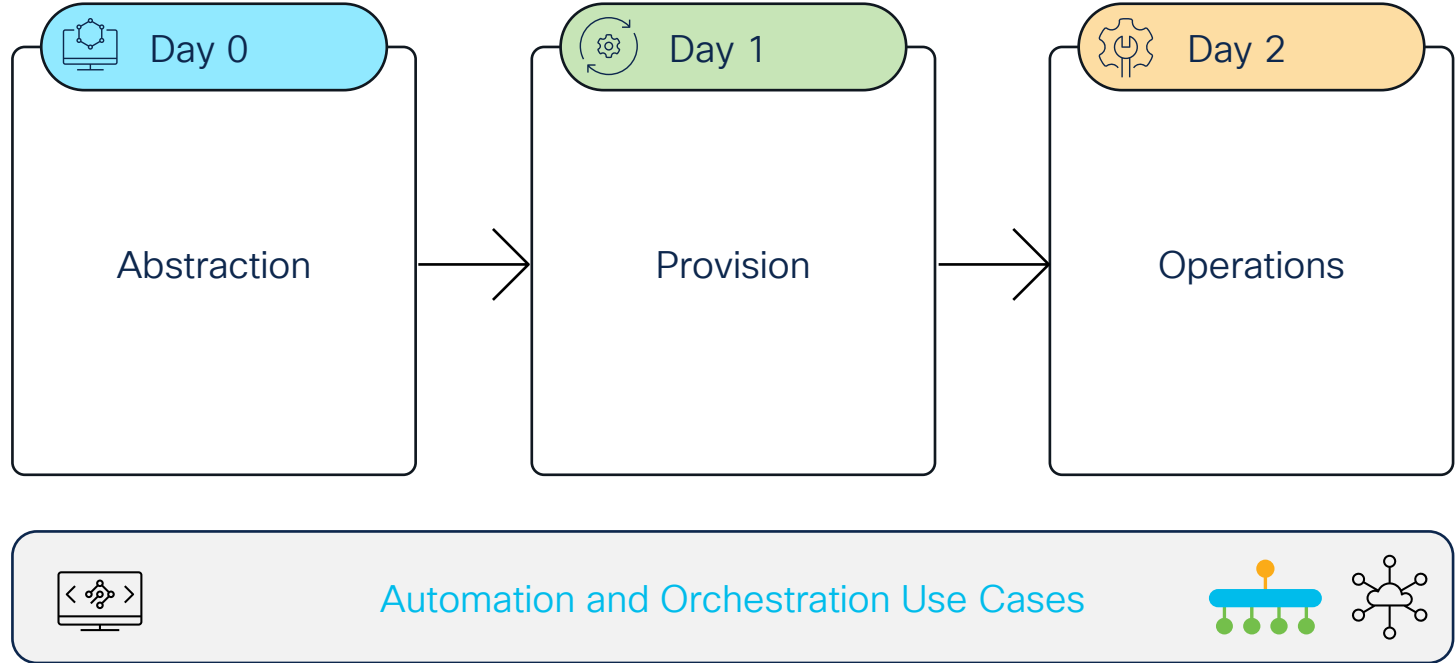 Day 0
Day 1
Day 2
Abstraction
Provision
Operations
Automation and Orchestration Use Cases